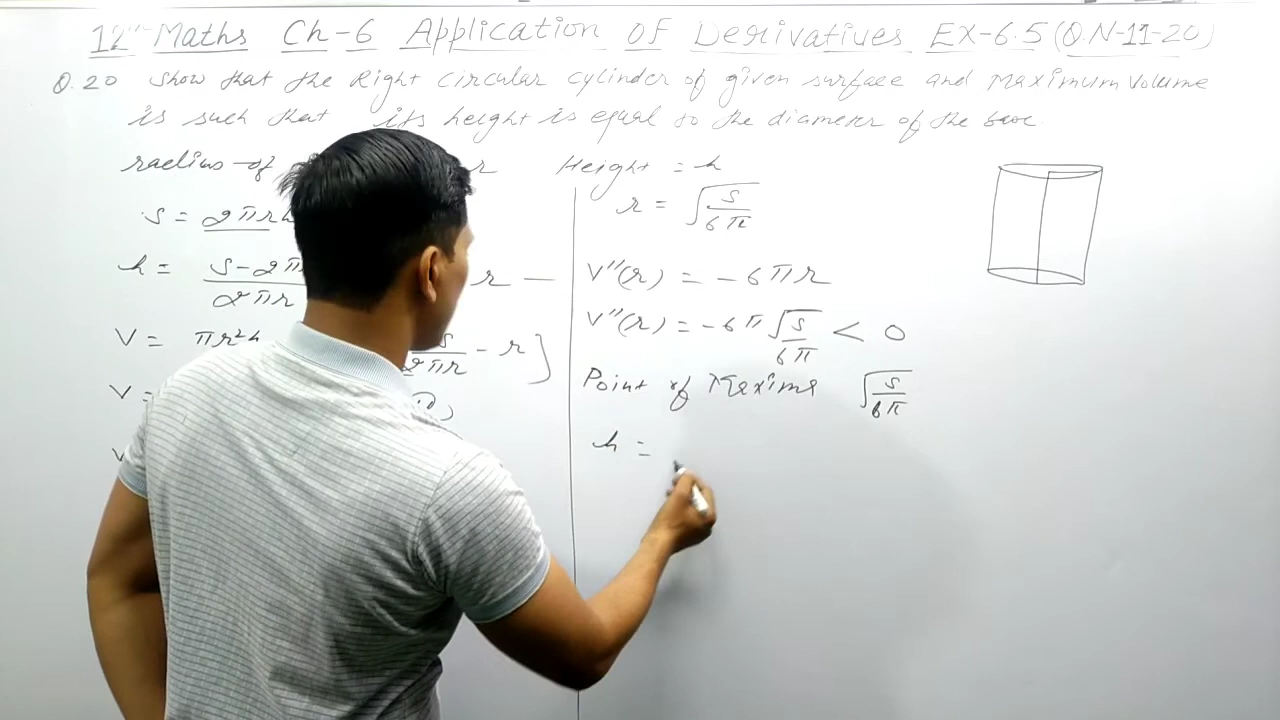 12th Maths Ch-6 Application Of Derivatives EX-6.5 (Q.N-11-20)
Q.20 Show that the Right circular cylinder of given surface and Maximum Volume
is such that its height is equal to the diameter of the base.
radius of r Height = h
S = 2πr
h = S-2π / 2πr r —
V = πr²h S/2πr - r]
V =
V
r = √S/6π
V''(r) = -6πr
V''(r) = -6π√S/6π < 0
Point of Maxima √S/6π
h =